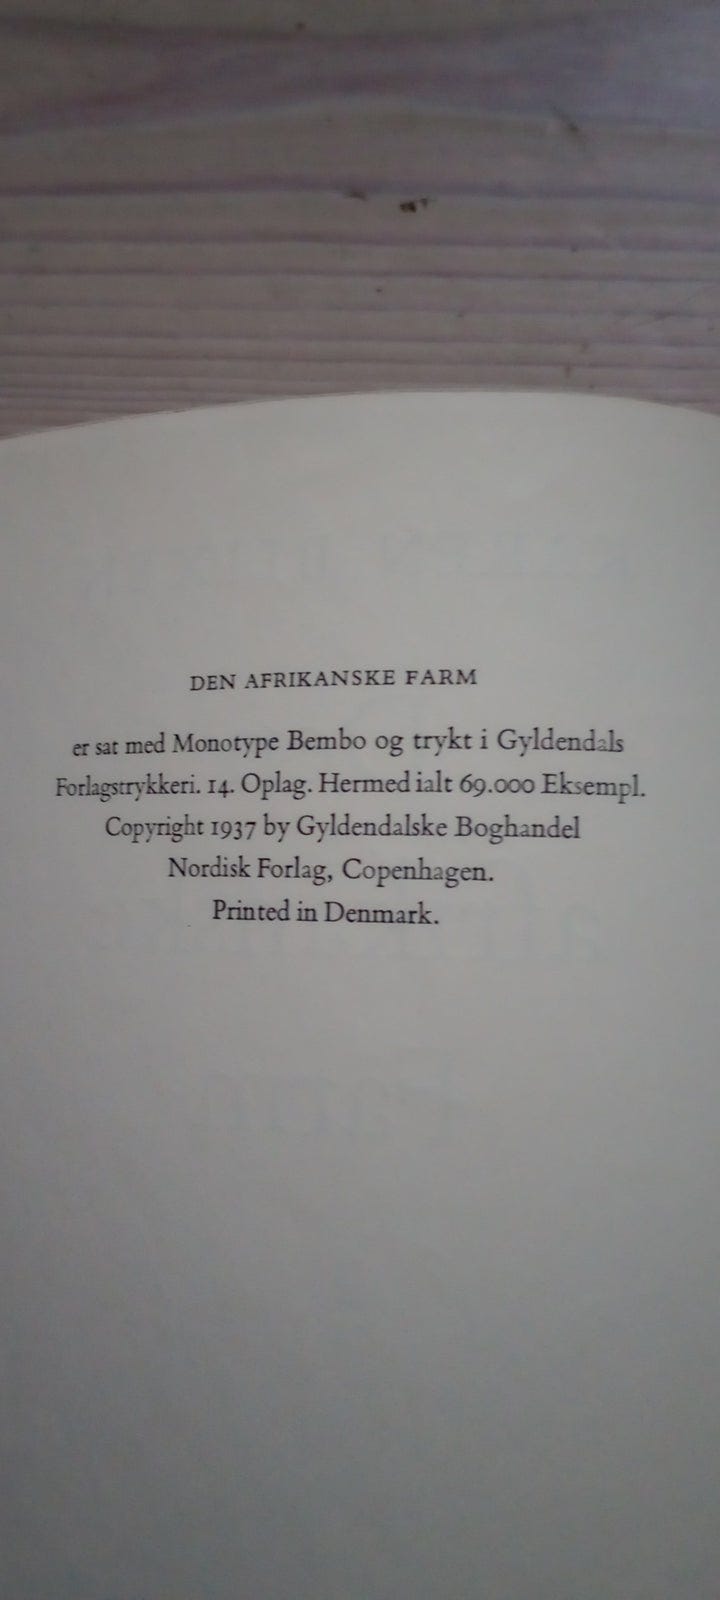 DEN AFRIKANSKE FARM
er sat med Monotype Bembo og trykt i Gyldendals
Forlagstrykkeri. 14. Oplag. Hermed ialt 69.000 Eksempl.
Copyright 1937 by Gyldendalske Boghandel
Nordisk Forlag, Copenhagen.
Printed in Denmark.